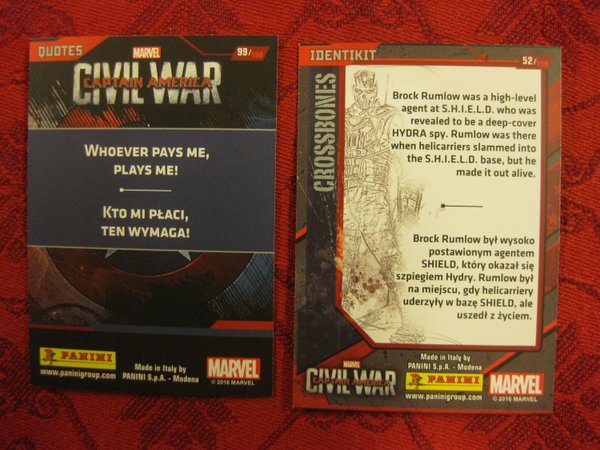 QUOTES
99/150
MARVEL
CAPTAIN AMERICA
CIVIL WAR
WHOEVER PAYS ME,
PLAYS ME!
KTO MI PŁACI,
TEN WYMAGA!
PANINI
www.paninigroup.com
Made in Italy by
PANINI S.p.A. - Modena
MARVEL
© 2016 MARVEL
IDENTIKIT
52/150
CROSSBONES
Brock Rumlow was a high-level
agent at S.H.I.E.L.D. who was
revealed to be a deep-cover
HYDRA spy. Rumlow was there
when helicarriers slammed into
the S.H.I.E.L.D. base, but he
made it out alive.
Brock Rumlow był wysoko
postawionym agentem
SHIELD, który okazał się
szpiegiem Hydry. Rumlow był
na miejscu, gdy helicarriery
uderzyły w bazę SHIELD, ale
uszedł z życiem.
MARVEL
CAPTAIN AMERICA
CIVIL WAR
Made in Italy by
PANINI S.p.A. - Modena
PANINI
www.paninigroup.com
MARVEL
© 2016 MARVEL